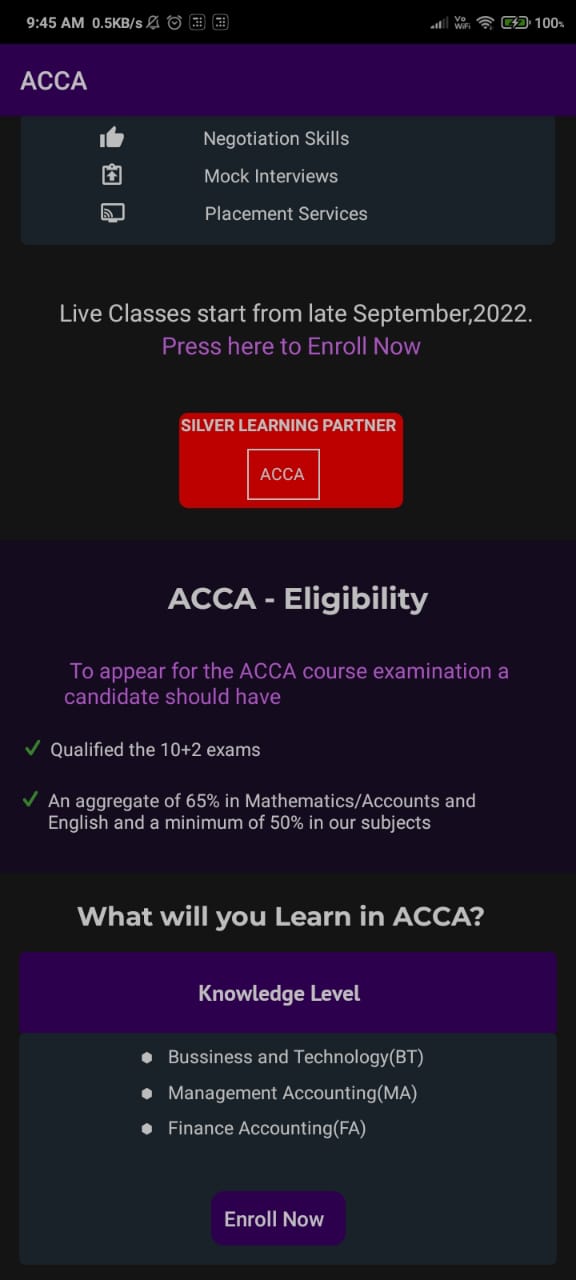 9:45 AM 0.5KB/s Vo WiFi 100%
ACCA
Negotiation Skills
Mock Interviews
Placement Services
Live Classes start from late September,2022.
Press here to Enroll Now
SILVER LEARNING PARTNER
ACCA
ACCA - Eligibility
To appear for the ACCA course examination a
candidate should have
Qualified the 10+2 exams
An aggregate of 65% in Mathematics/Accounts and
English and a minimum of 50% in our subjects
What will you Learn in ACCA?
Knowledge Level
Bussiness and Technology(BT)
Management Accounting(MA)
Finance Accounting(FA)
Enroll Now